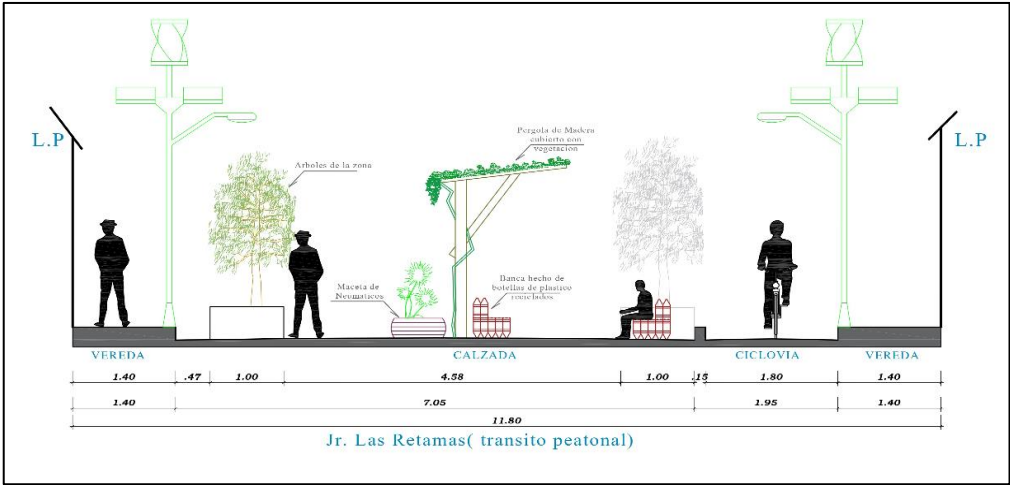 L.P
L.P
Pergola de Madera
cubierto con
vegetacion
Arboles de la zona
Maceta de
Neumaticos
Banca hecho de
botellas de plastico
reciclados
VEREDA
CALZADA
CICLOVIA
VEREDA
1.40
.47
1.00
4.58
1.00
.15
1.80
1.40
1.40
7.05
1.95
1.40
11.80
Jr. Las Retamas( transito peatonal)